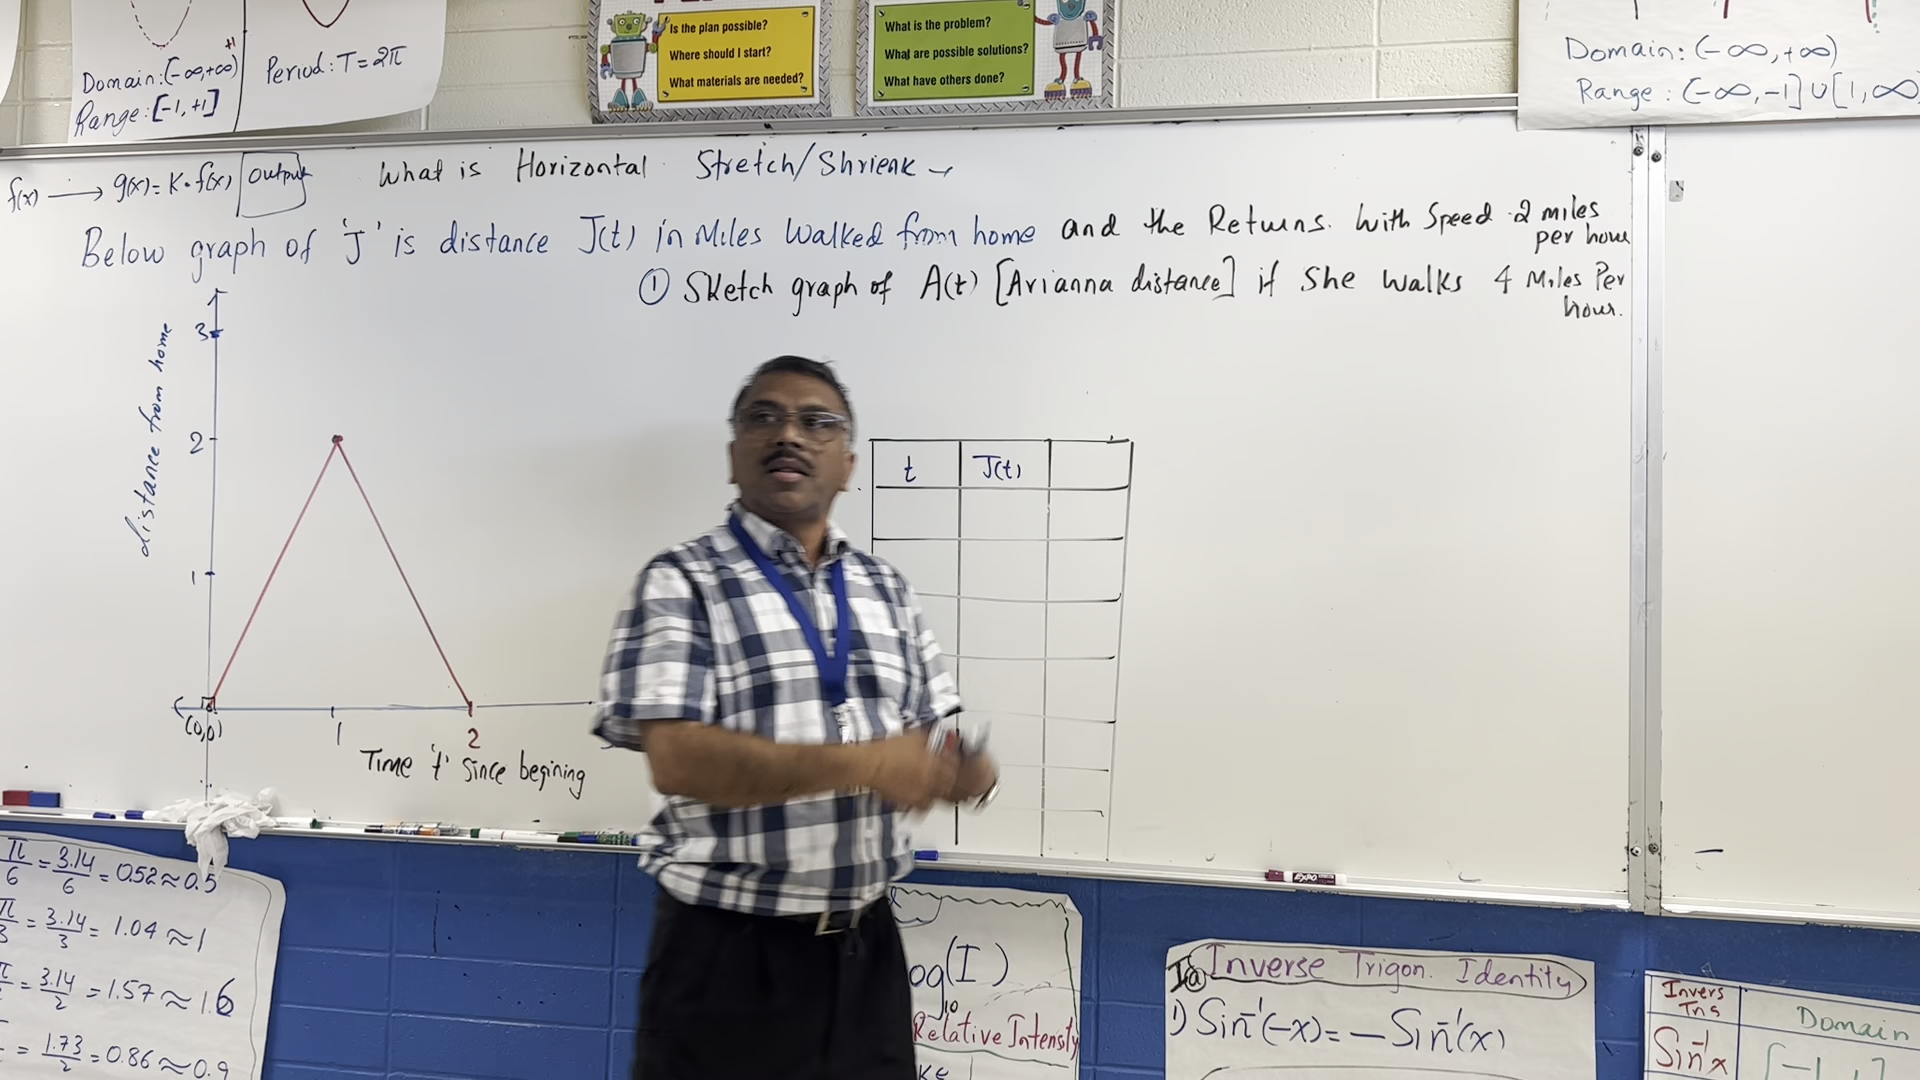 Domain:(-∞,+∞)
Range:[-1,+1]
+1
Period: T=2π
Is the plan possible?
Where should I start?
What materials are needed?
What is the problem?
What are possible solutions?
What have others done?
Domain: (-∞,+∞)
Range: (-∞,-1]∪[1,∞
f(x) → g(x)=K·f(x) output
What is Horizontal Stretch/Shrienk
Below graph of 'J' is distance J(t) in Miles Walked from home and the Returns. With Speed 2 miles
per hour
① Sketch graph of A(t) [Arianna distance] if She walks 4 Miles Per
hour.
distance from home
3
2
1
(0,0)
1
2
Time 't' since begining
t J(t)
π/6 = 3.14/6 = 0.52≈0.5
π/3 = 3.14/3 = 1.04 ≈1
= 3.14/2 = 1.57 ≈ 1.6
= 1.73/2 = 0.86 ≈0.9
og10(I)
Relative Intensity
Ia Inverse Trigon. Identity
1) Sin⁻¹(-x) = -Sin⁻¹(x)
Invers
Tns
Domain
Sin⁻¹x
EXPO